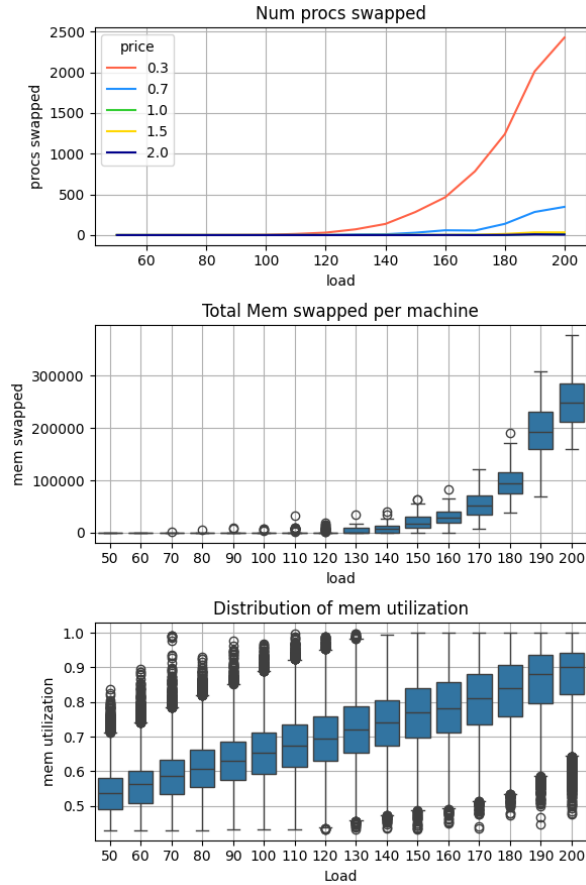 Num procs swapped
procs swapped
2500
2000
1500
1000
500
0
price
0.3
0.7
1.0
1.5
2.0
60 80 100 120 140 160 180 200
load
Total Mem swapped per machine
mem swapped
300000
200000
100000
0
50 60 70 80 90 100 110 120 130 140 150 160 170 180 190 200
load
Distribution of mem utilization
mem utilization
1.0
0.9
0.8
0.7
0.6
0.5
50 60 70 80 90 100 110 120 130 140 150 160 170 180 190 200
Load